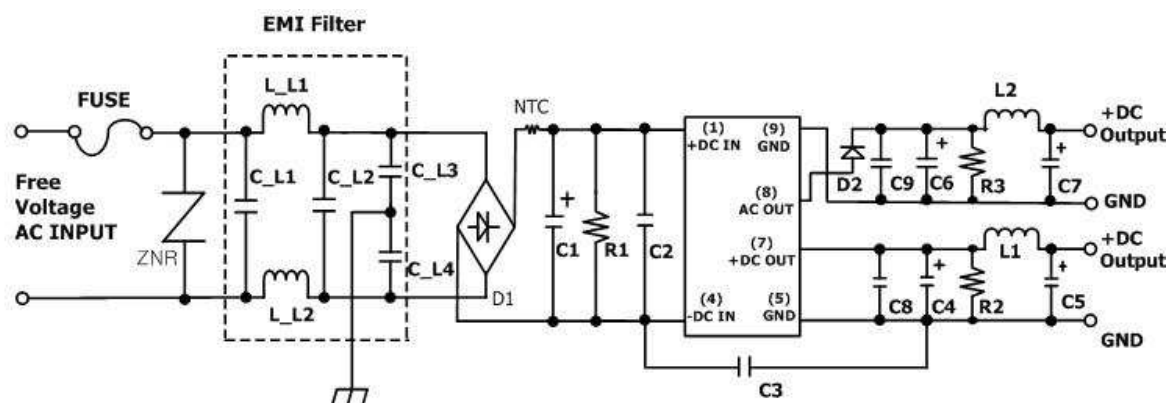 EMI Filter
FUSE
L_L1
NTC
L2
+DC
Output
(1)
+DC IN
(9)
GND
Free
Voltage
AC INPUT
C_L1
C_L2
C_L3
D2
C9
C6
R3
C7
(8)
AC OUT
GND
ZNR
+
+
+
C1
R1
C2
(7)
+DC OUT
L1
+DC
Output
C_L4
L_L2
D1
(4)
-DC IN
(5)
GND
C8
+
C4
R2
+
C5
GND
C3